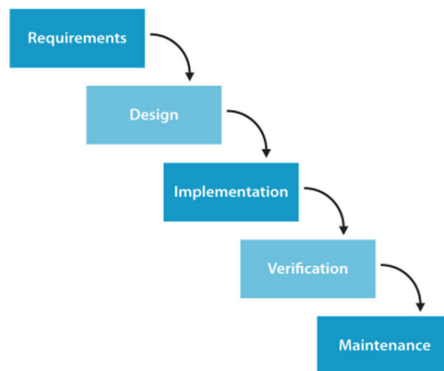 Requirements
Design
Implementation
Verification
Maintenance